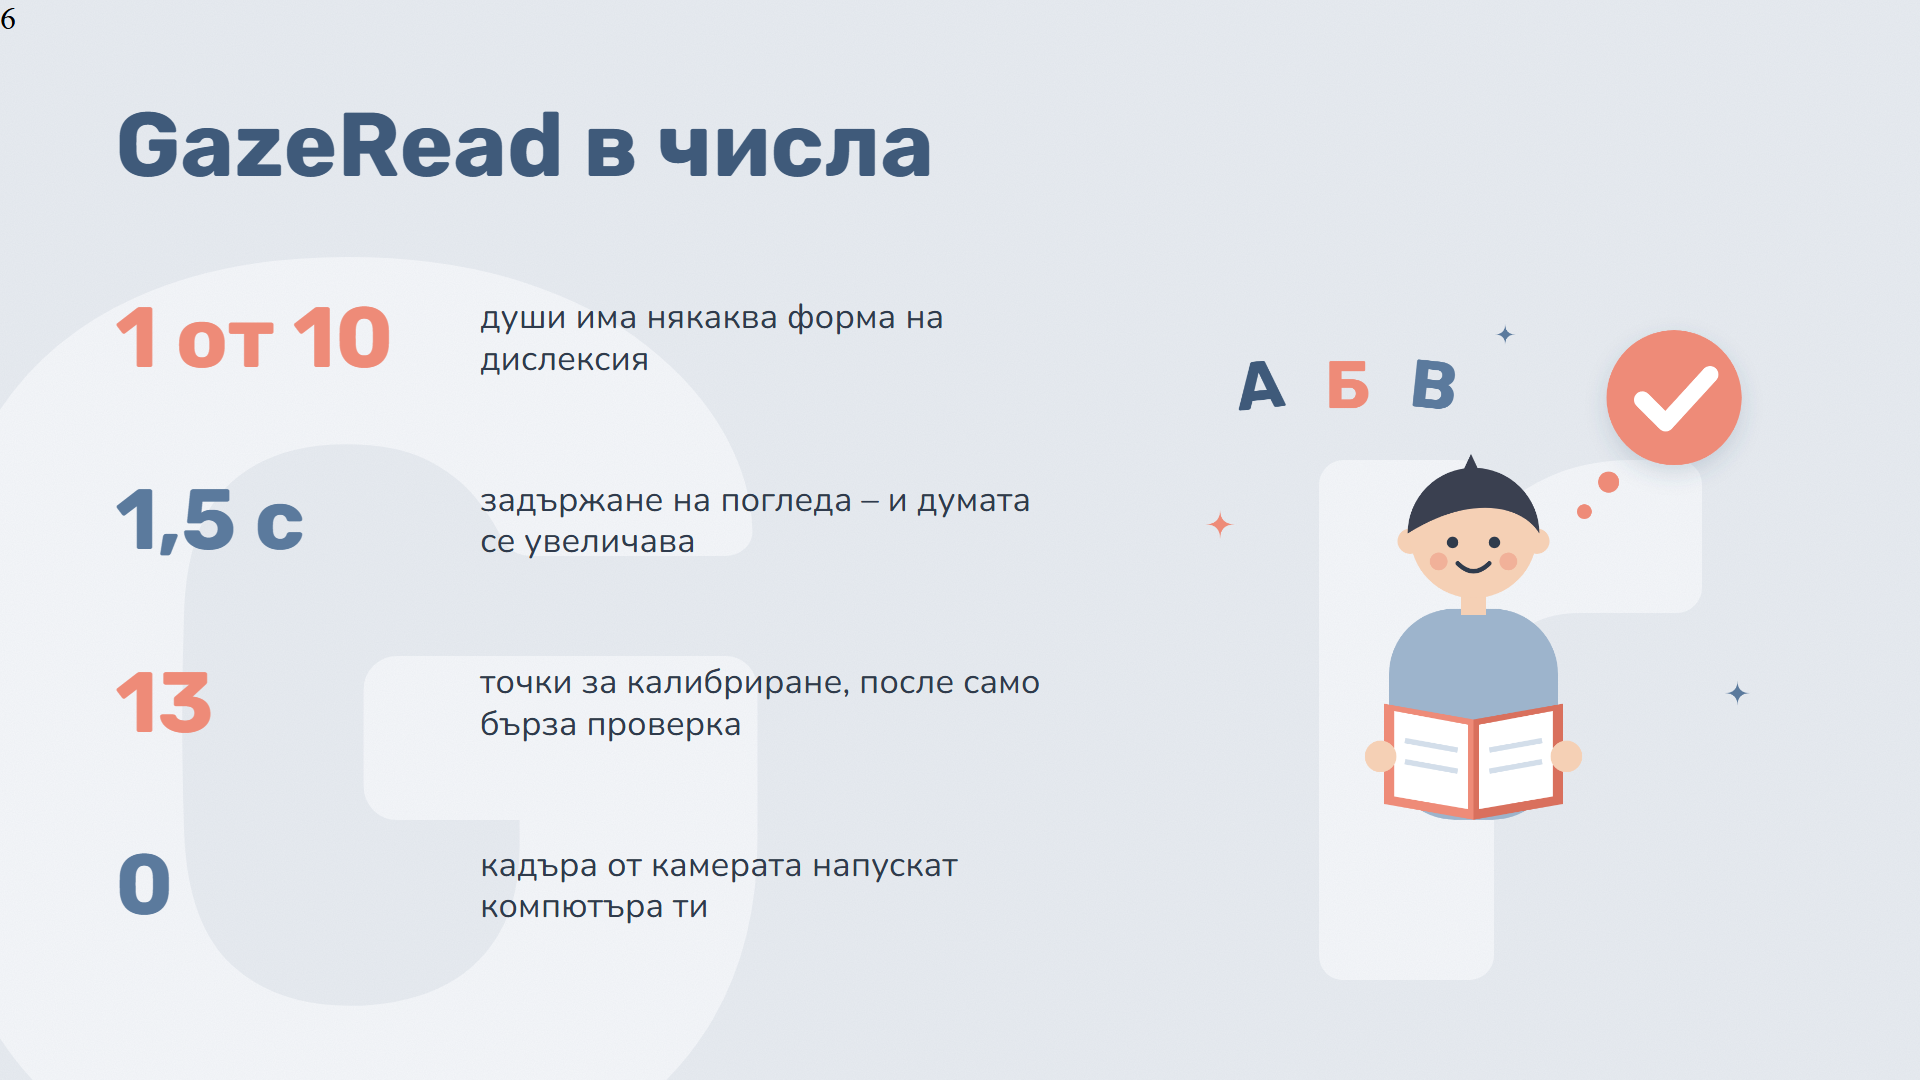 6
GazeRead в числа
1 от 10
души има някаква форма на
дислексия
1,5 с
задържане на погледа – и думата
се увеличава
13
точки за калибриране, после само
бърза проверка
0
кадъра от камерата напускат
компютъра ти
А Б В